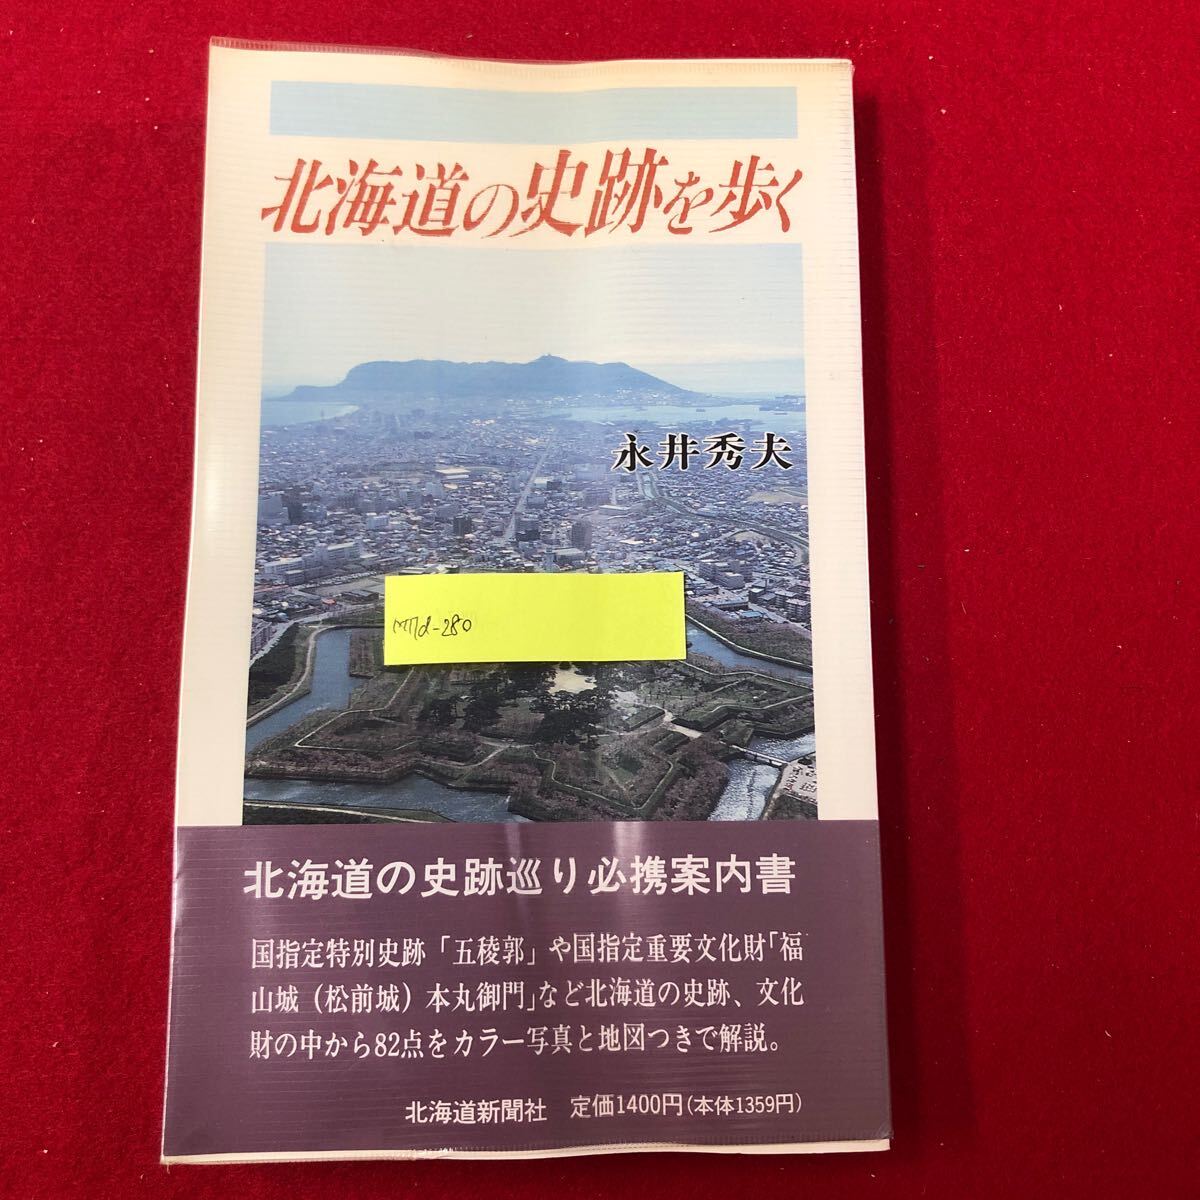 北海道の史跡を歩く
永井秀夫
MMd-280
北海道の史跡巡り必携案内書
国指定特別史跡「五稜郭」や国指定重要文化財「福
山城（松前城）本丸御門」など北海道の史跡、文化
財の中から82点をカラー写真と地図つきで解説。
北海道新聞社 定価1400円（本体1359円）